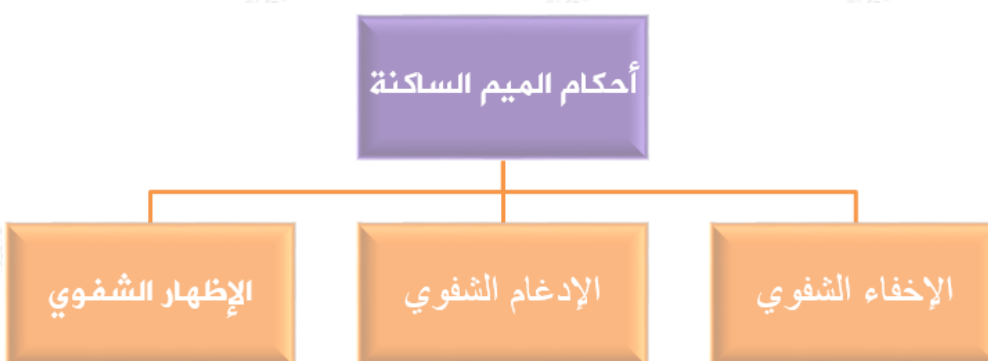 أحكام الميم الساكنة
الإخفاء الشفوي
الإدغام الشفوي
الإظهار الشفوي